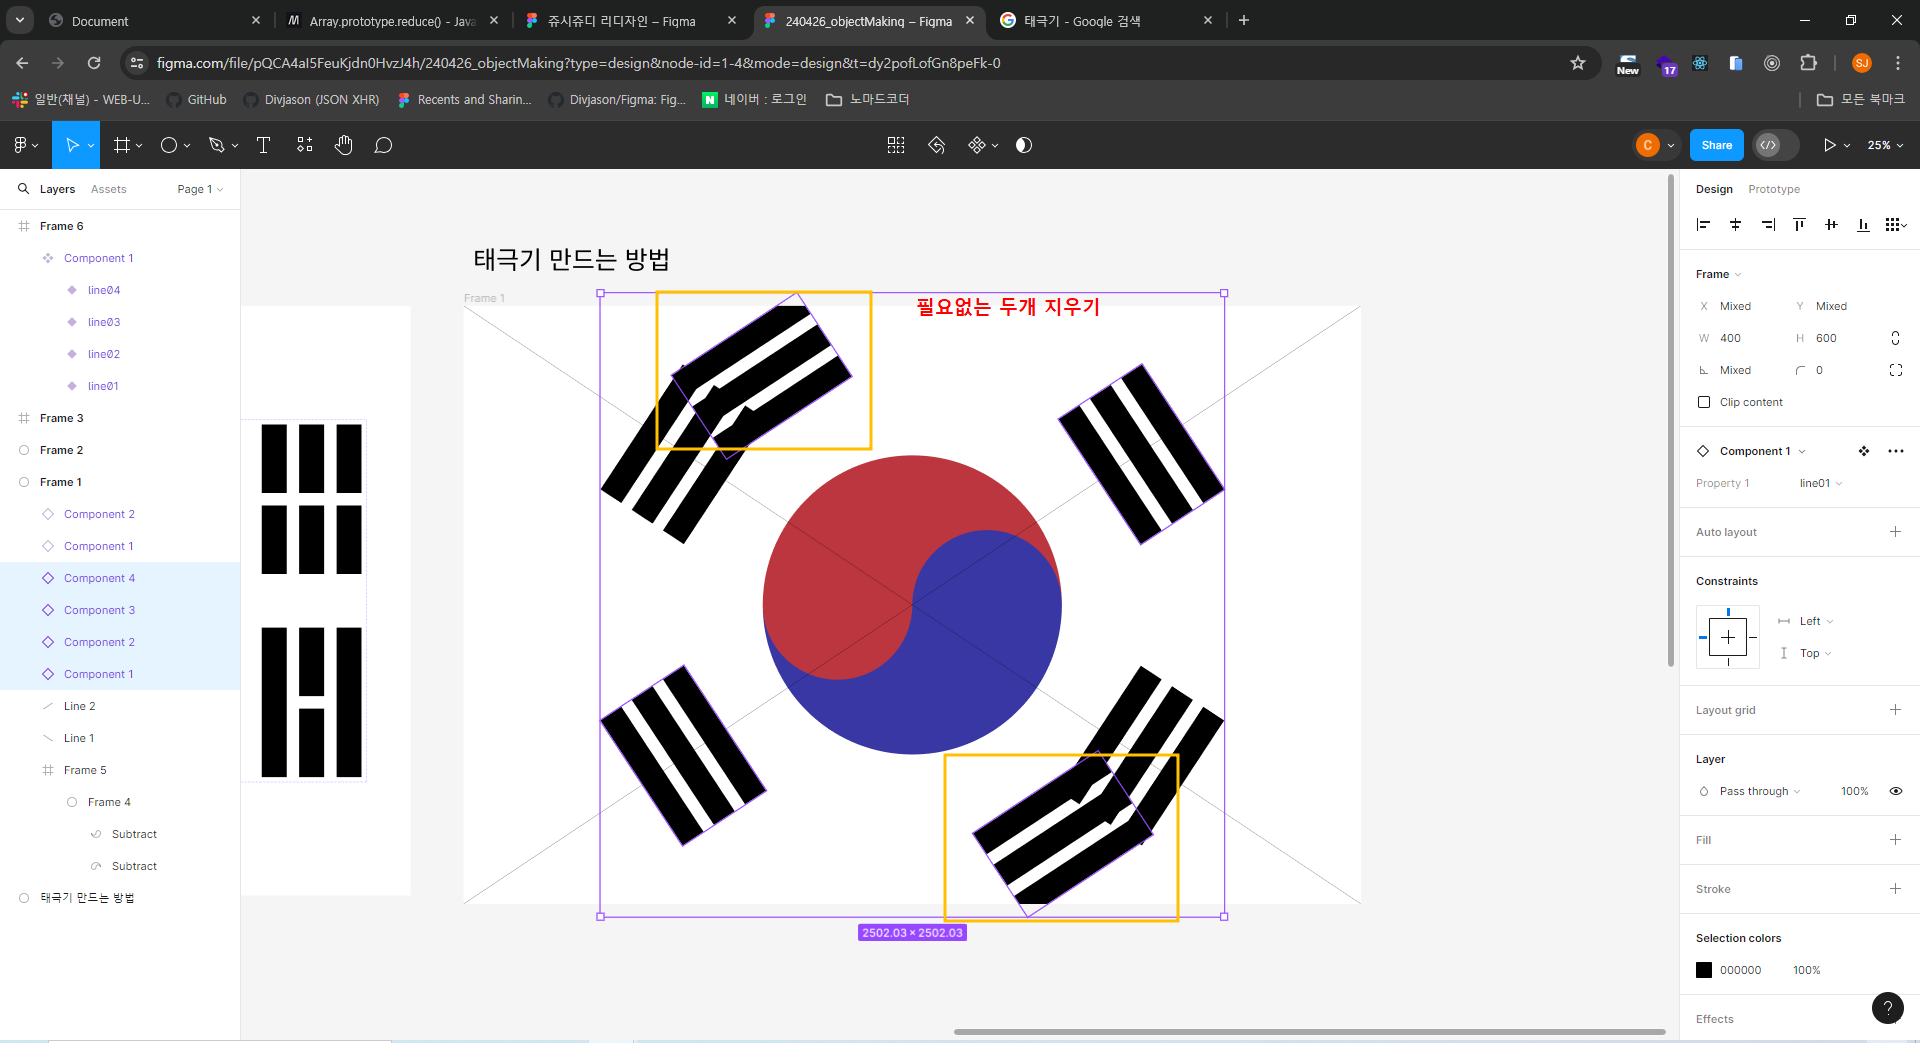 Document
Array.prototype.reduce() - Java
쥬시쥬디 리디자인 – Figma
240426_objectMaking – Figma
태극기 - Google 검색
figma.com/file/pQCA4aI5FeuKjdn0HvzJ4h/240426_objectMaking?type=design&node-id=1-4&mode=design&t=dy2pofLofGn8peFk-0
New
17
SJ
일반(채널) - WEB-U...
GitHub
Divjason (JSON XHR)
Recents and Sharin...
Divjason/Figma: Fig...
네이버 : 로그인
노마드코더
모든 북마크
C
Share
25%
Layers
Assets
Page 1
Frame 6
Component 1
line04
line03
line02
line01
Frame 3
Frame 2
Frame 1
Component 2
Component 1
Component 4
Component 3
Component 2
Component 1
Line 2
Line 1
Frame 5
Frame 4
Subtract
Subtract
태극기 만드는 방법
태극기 만드는 방법
Frame 1
필요없는 두개 지우기
2502.03 × 2502.03
Design
Prototype
Frame
X Mixed
Y Mixed
W 400
H 600
Mixed
0
Clip content
Component 1
Property 1
line01
Auto layout
Constraints
Left
Top
Layout grid
Layer
Pass through
100%
Fill
Stroke
Selection colors
000000
100%
Effects
?